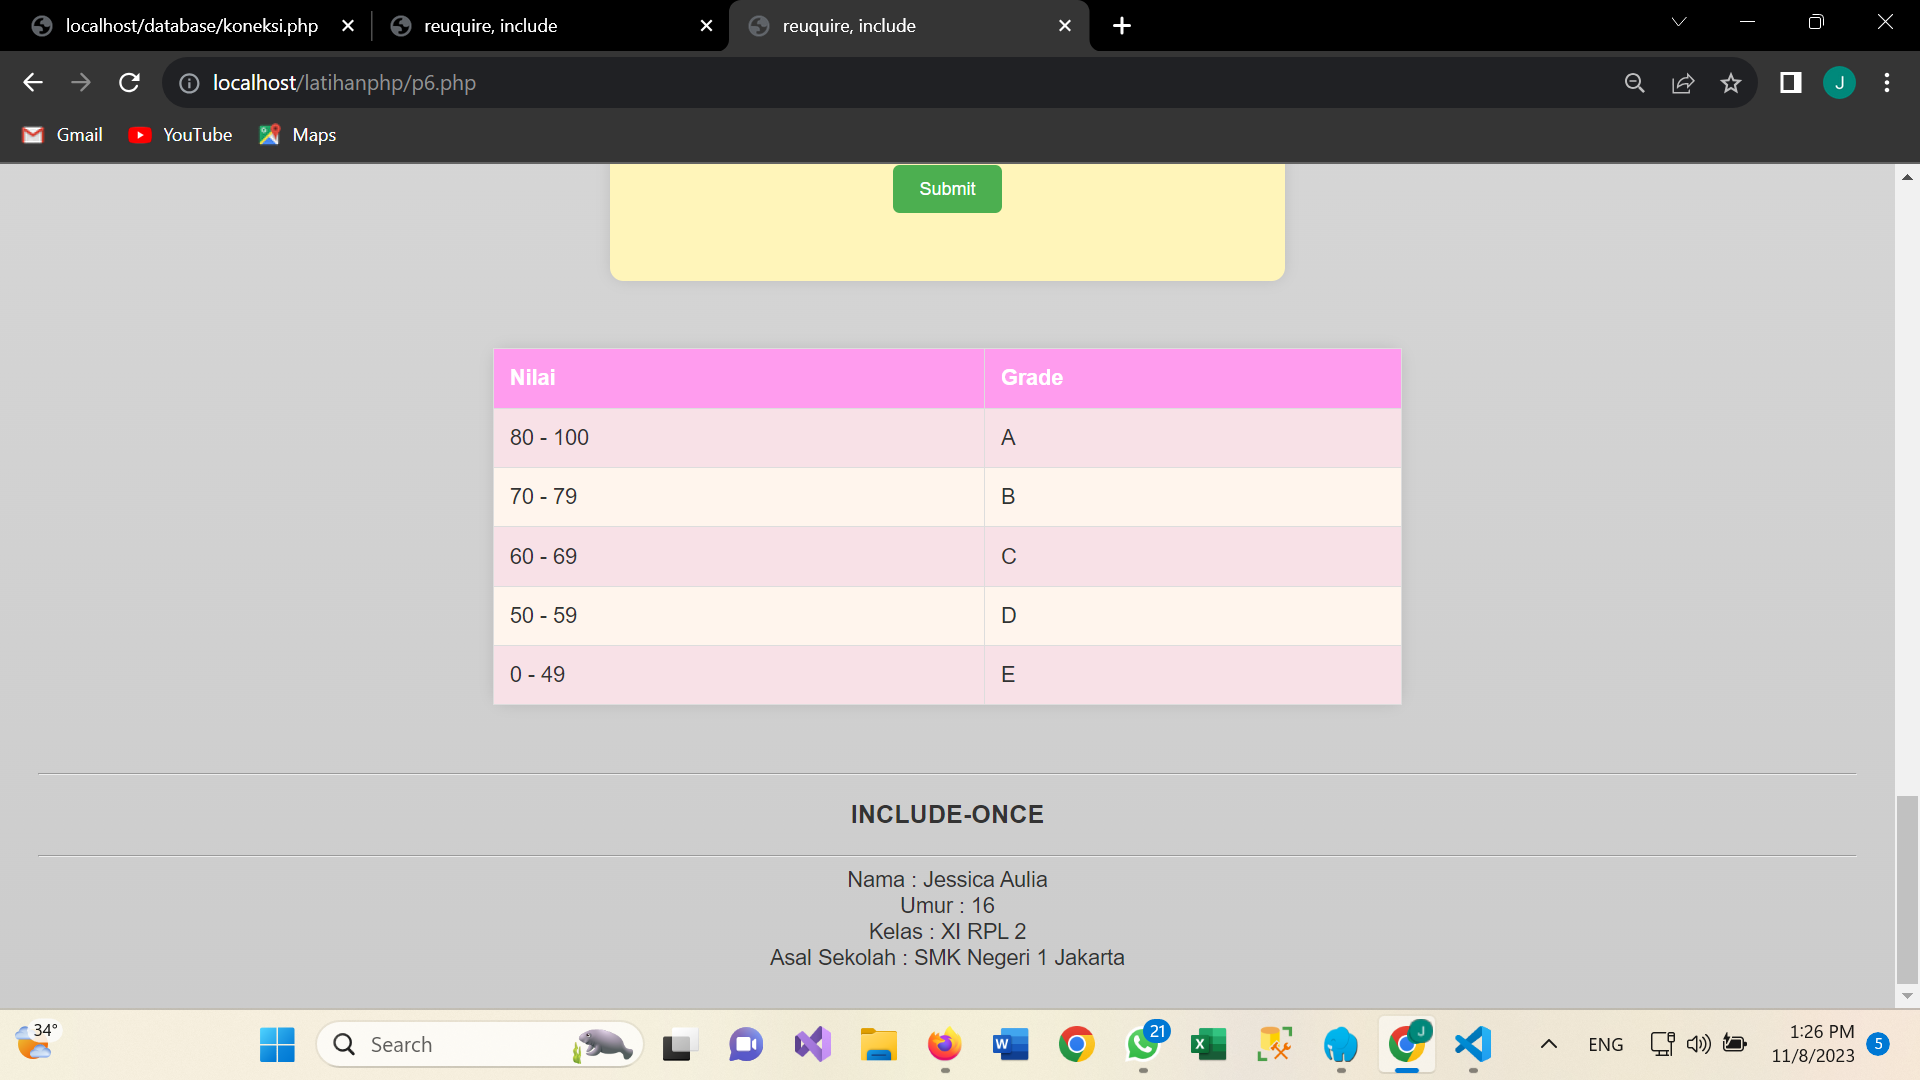 localhost/database/koneksi.php
reuquire, include
reuquire, include
localhost/latihanphp/p6.php
J
Gmail
YouTube
Maps
Submit
Nilai Grade
80 - 100 A
70 - 79 B
60 - 69 C
50 - 59 D
0 - 49 E
INCLUDE-ONCE
Nama : Jessica Aulia
Umur : 16
Kelas : XI RPL 2
Asal Sekolah : SMK Negeri 1 Jakarta
34°
Search
W
21
X
J
ENG
1:26 PM
11/8/2023
5